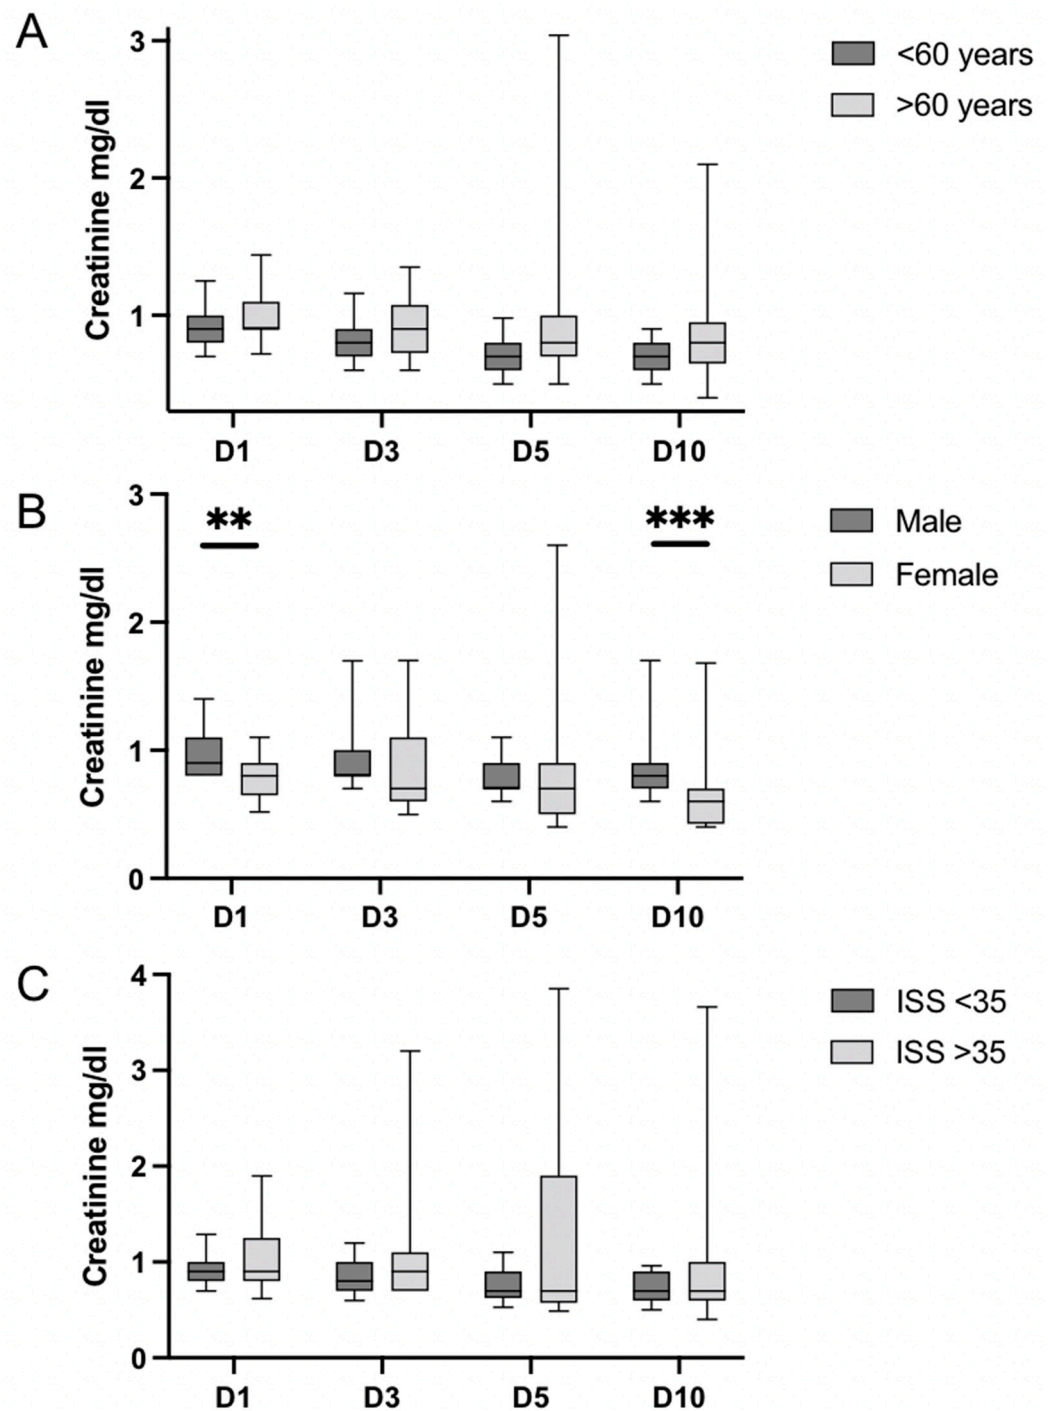 A
3
2
1
Creatinine mg/dl
D1 D3 D5 D10
<60 years
>60 years
B
3
2
1
0
Creatinine mg/dl
** ***
D1 D3 D5 D10
Male
Female
C
4
3
2
1
0
Creatinine mg/dl
D1 D3 D5 D10
ISS <35
ISS >35